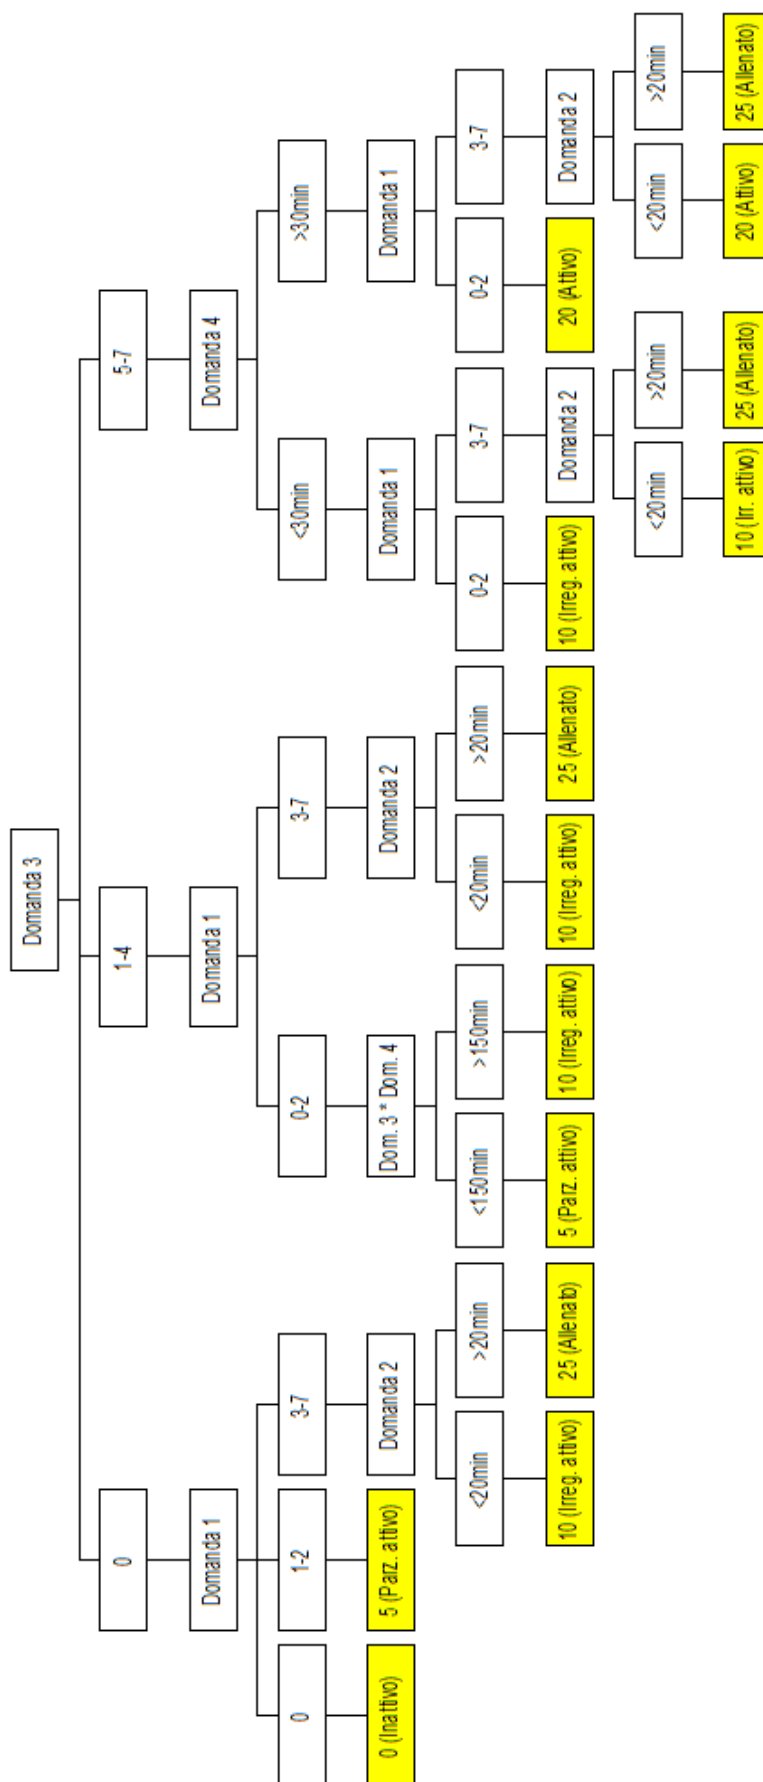 Domanda 3
0
1-4
5-7
Domanda 1
Domanda 1
Domanda 4
0
1-2
3-7
0-2
3-7
<30min
>30min
0 (Inattivo)
5 (Parz. attivo)
Domanda 2
Dom. 3 * Dom. 4
Domanda 2
Domanda 1
Domanda 1
<20min
>20min
<150min
>150min
<20min
>20min
0-2
3-7
0-2
3-7
10 (Irreg. attivo)
25 (Allenato)
5 (Parz. attivo)
10 (Irreg. attivo)
10 (Irreg. attivo)
25 (Allenato)
10 (Irreg. attivo)
Domanda 2
20 (Attivo)
Domanda 2
<20min
>20min
<20min
>20min
10 (Irr. attivo)
25 (Allenato)
20 (Attivo)
25 (Allenato)